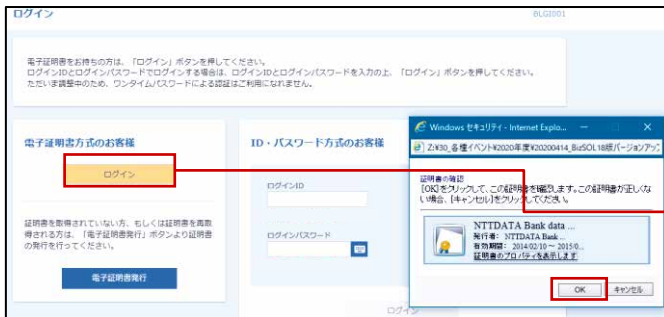 ログイン
BLGI001
電子証明書をお持ちの方は、「ログイン」ボタンを押してください。
ログインIDとログインパスワードでログインする場合は、ログインIDとログインパスワードを入力の上、「ログイン」ボタンを押してください。
ただいま調整中のため、ワンタイムパスワードによる認証はご利用になれません。
電子証明書方式のお客様
ログイン
証明書を取得されていない方、もしくは証明書を再取
得される方は、「電子証明書発行」ボタンより証明書
の発行を行ってください。
電子証明書発行
ID・パスワード方式のお客様
ログインID
ログインパスワード
ログイン
Windows セキュリティ - Internet Explo...
Z:¥30_各種イベント¥2020年度¥20200414_BizSOL18版バージョンアップ
証明書の確認
[OK]をクリックして、この証明書を確認します。この証明書が正しくな
い場合、[キャンセル]をクリックしてください。
NTTDATA Bank data ...
発行者: NTTDATA Bank ...
有効期間: 2014/02/10 ～ 2015/0...
証明書のプロパティを表示します
OK
キャンセル